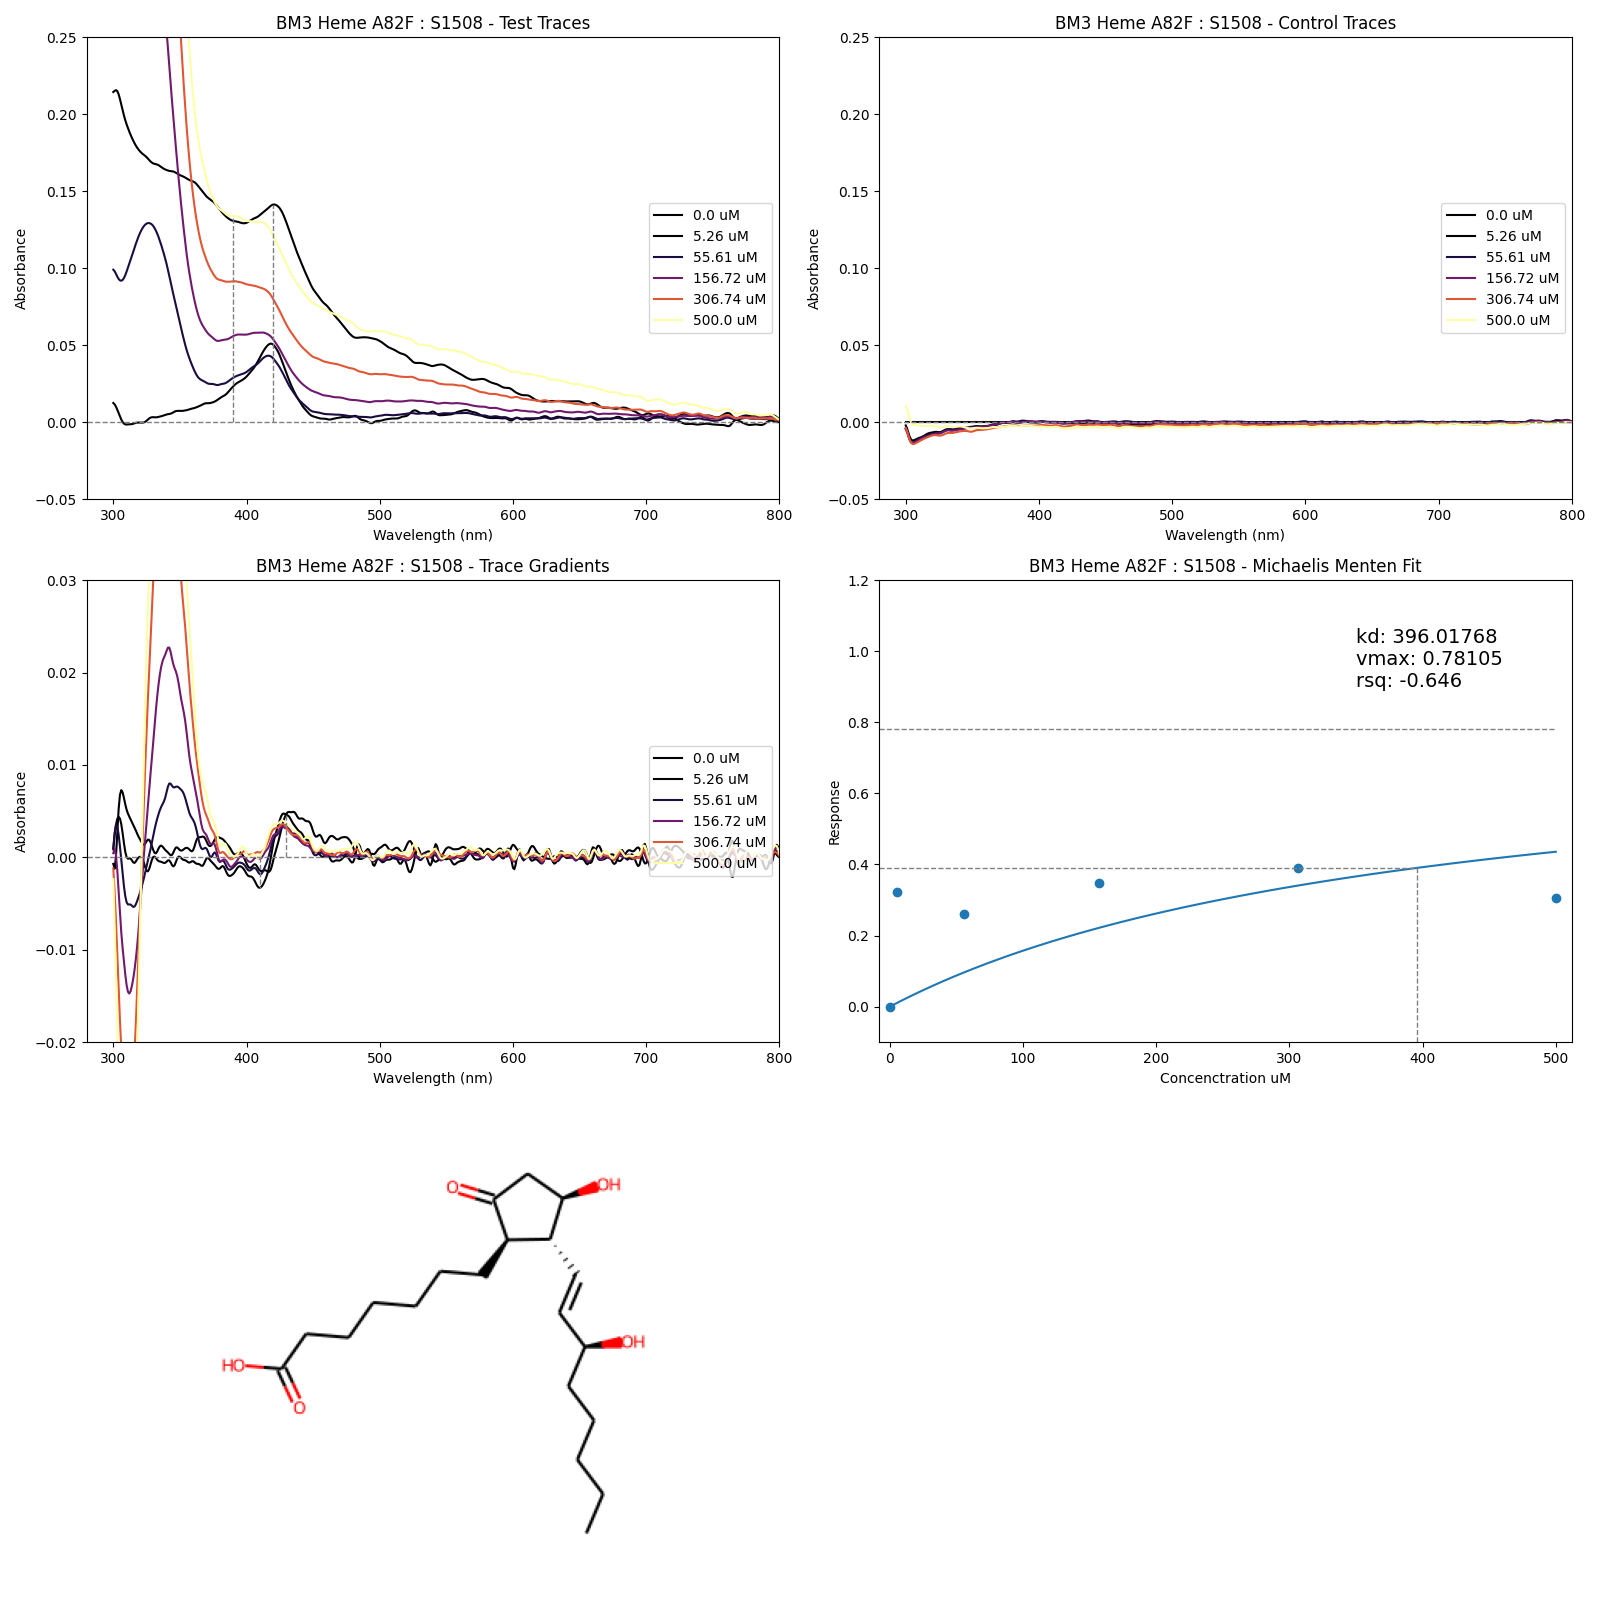 BM3 Heme A82F : S1508 - Test Traces
0.25
0.20
0.15
0.10
0.05
0.00
−0.05
Absorbance
300
400
500
600
700
800
Wavelength (nm)
0.0 uM
5.26 uM
55.61 uM
156.72 uM
306.74 uM
500.0 uM
BM3 Heme A82F : S1508 - Control Traces
0.25
0.20
0.15
0.10
0.05
0.00
−0.05
Absorbance
300
400
500
600
700
800
Wavelength (nm)
0.0 uM
5.26 uM
55.61 uM
156.72 uM
306.74 uM
500.0 uM
BM3 Heme A82F : S1508 - Trace Gradients
0.03
0.02
0.01
0.00
−0.01
−0.02
Absorbance
300
400
500
600
700
800
Wavelength (nm)
0.0 uM
5.26 uM
55.61 uM
156.72 uM
306.74 uM
500.0 uM
BM3 Heme A82F : S1508 - Michaelis Menten Fit
1.2
1.0
0.8
0.6
0.4
0.2
0.0
Response
kd: 396.01768
vmax: 0.78105
rsq: -0.646
0
100
200
300
400
500
Concenctration uM
O
OH
OH
HO
O